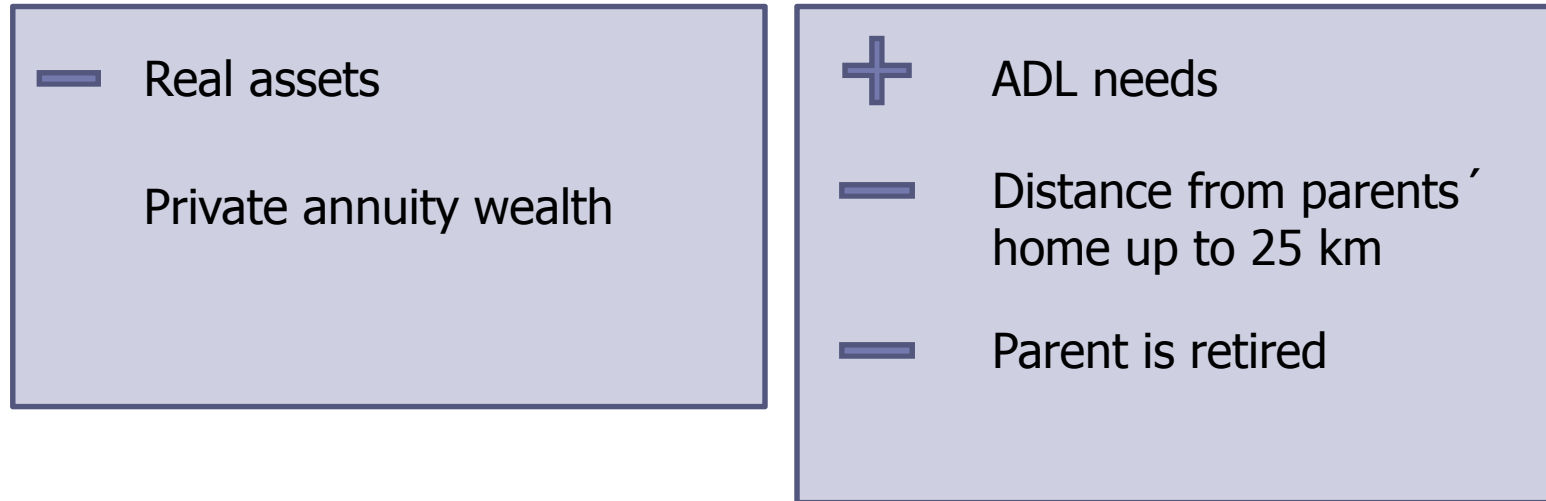 Real assets
Private annuity wealth
ADL needs
Distance from parents´
home up to 25 km
Parent is retired